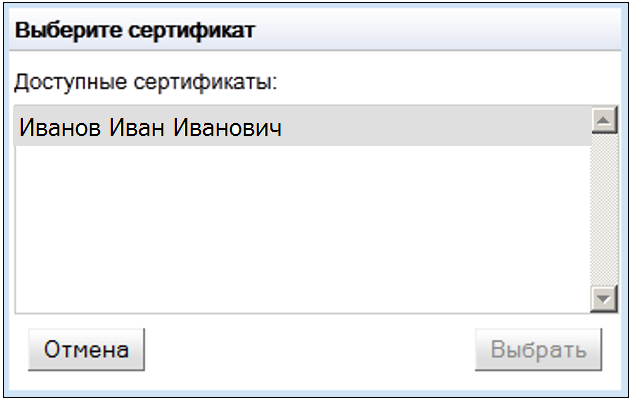 Выберите сертификат
Доступные сертификаты:
Иванов Иван Иванович
Отмена
Выбрать